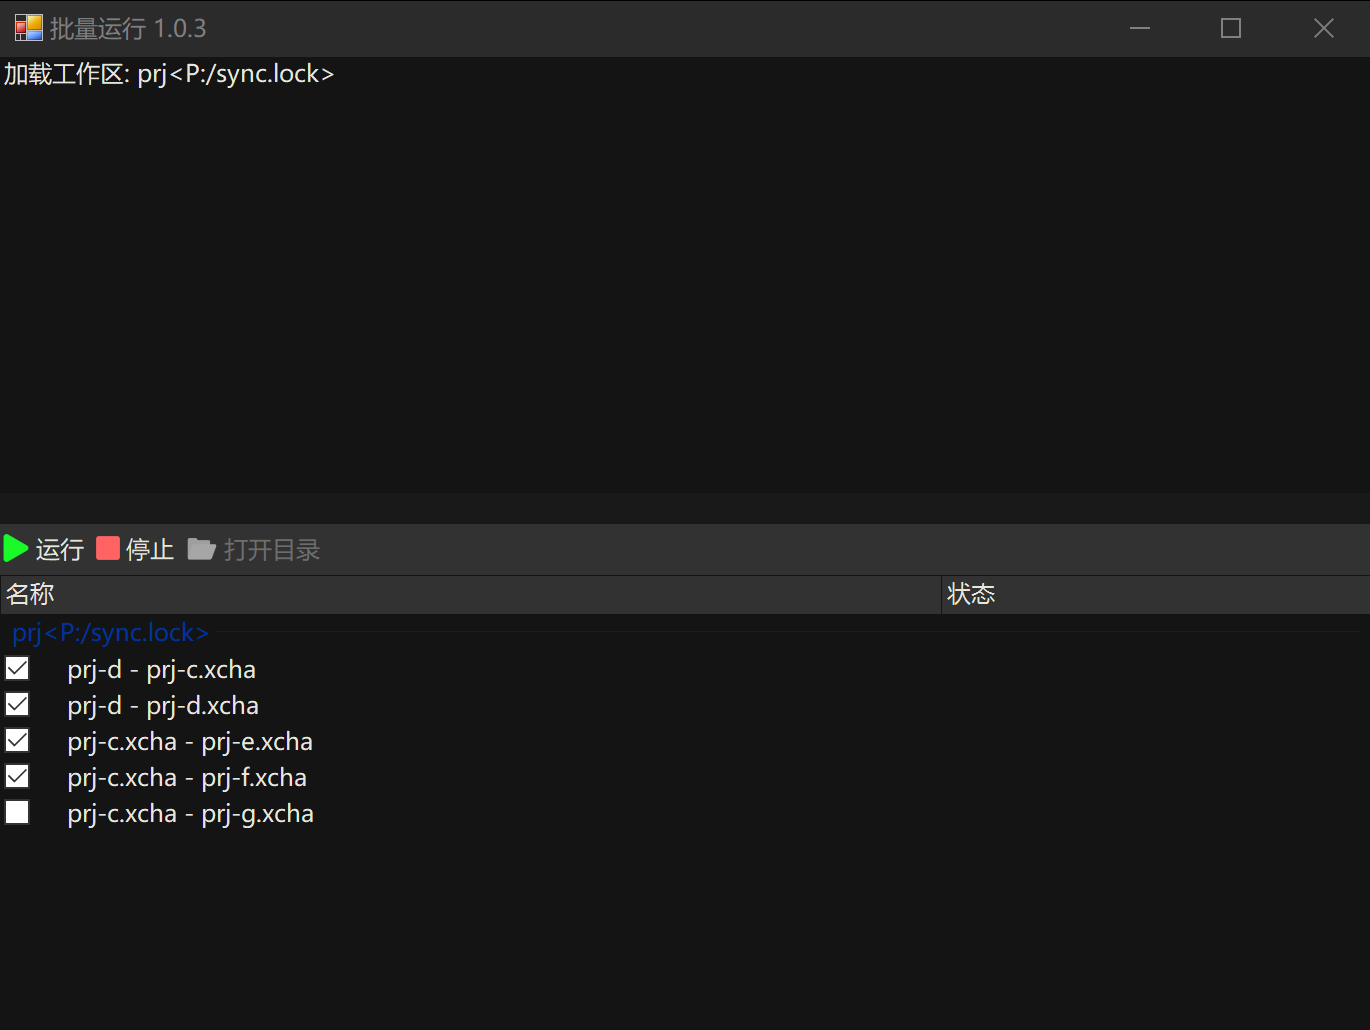 批量运行 1.0.3
加载工作区: prj<P:/sync.lock>
运行 停止 打开目录
名称 状态
prj<P:/sync.lock>
prj-d - prj-c.xcha
prj-d - prj-d.xcha
prj-c.xcha - prj-e.xcha
prj-c.xcha - prj-f.xcha
prj-c.xcha - prj-g.xcha